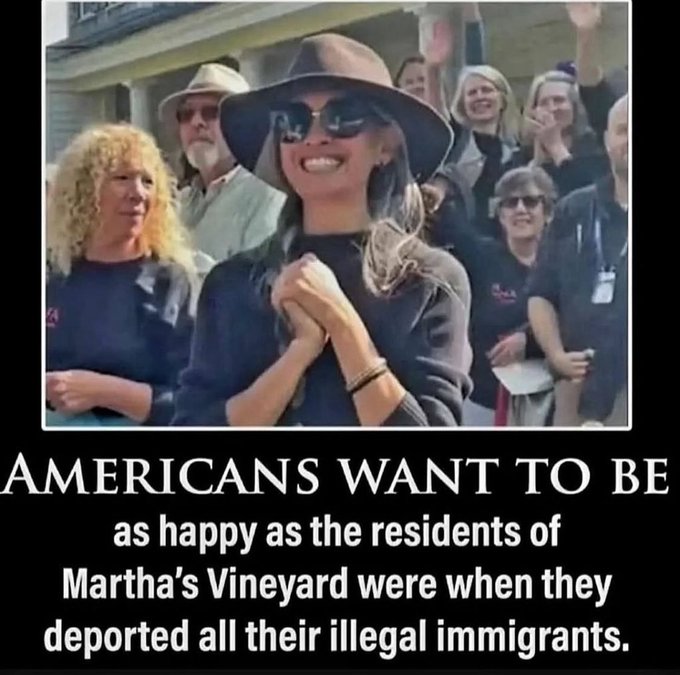 AMERICANS WANT TO BE
as happy as the residents of
Martha's Vineyard were when they
deported all their illegal immigrants.